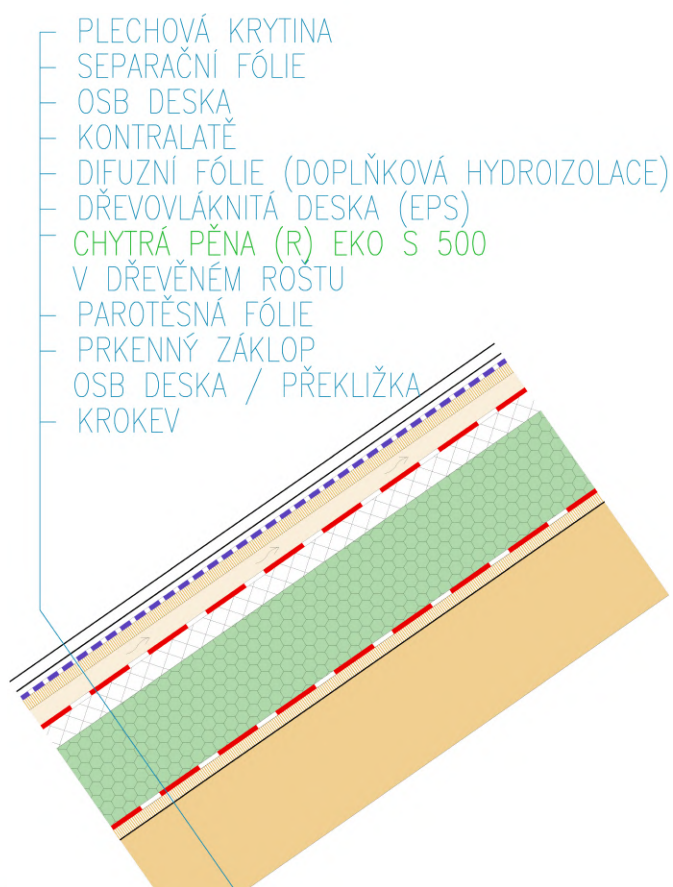 PLECHOVÁ KRYTINA
SEPARAČNÍ FÓLIE
OSB DESKA
KONTRALATĚ
DIFUZNÍ FÓLIE (DOPLŇKOVÁ HYDROIZOLACE)
DŘEVOVLÁKNITÁ DESKA (EPS)
CHYTRÁ PĚNA (R) EKO S 500
V DŘEVĚNÉM ROŠTU
PAROTĚSNÁ FÓLIE
PRKENNÝ ZÁKLOP
OSB DESKA / PŘEKLIŽKA
KROKEV